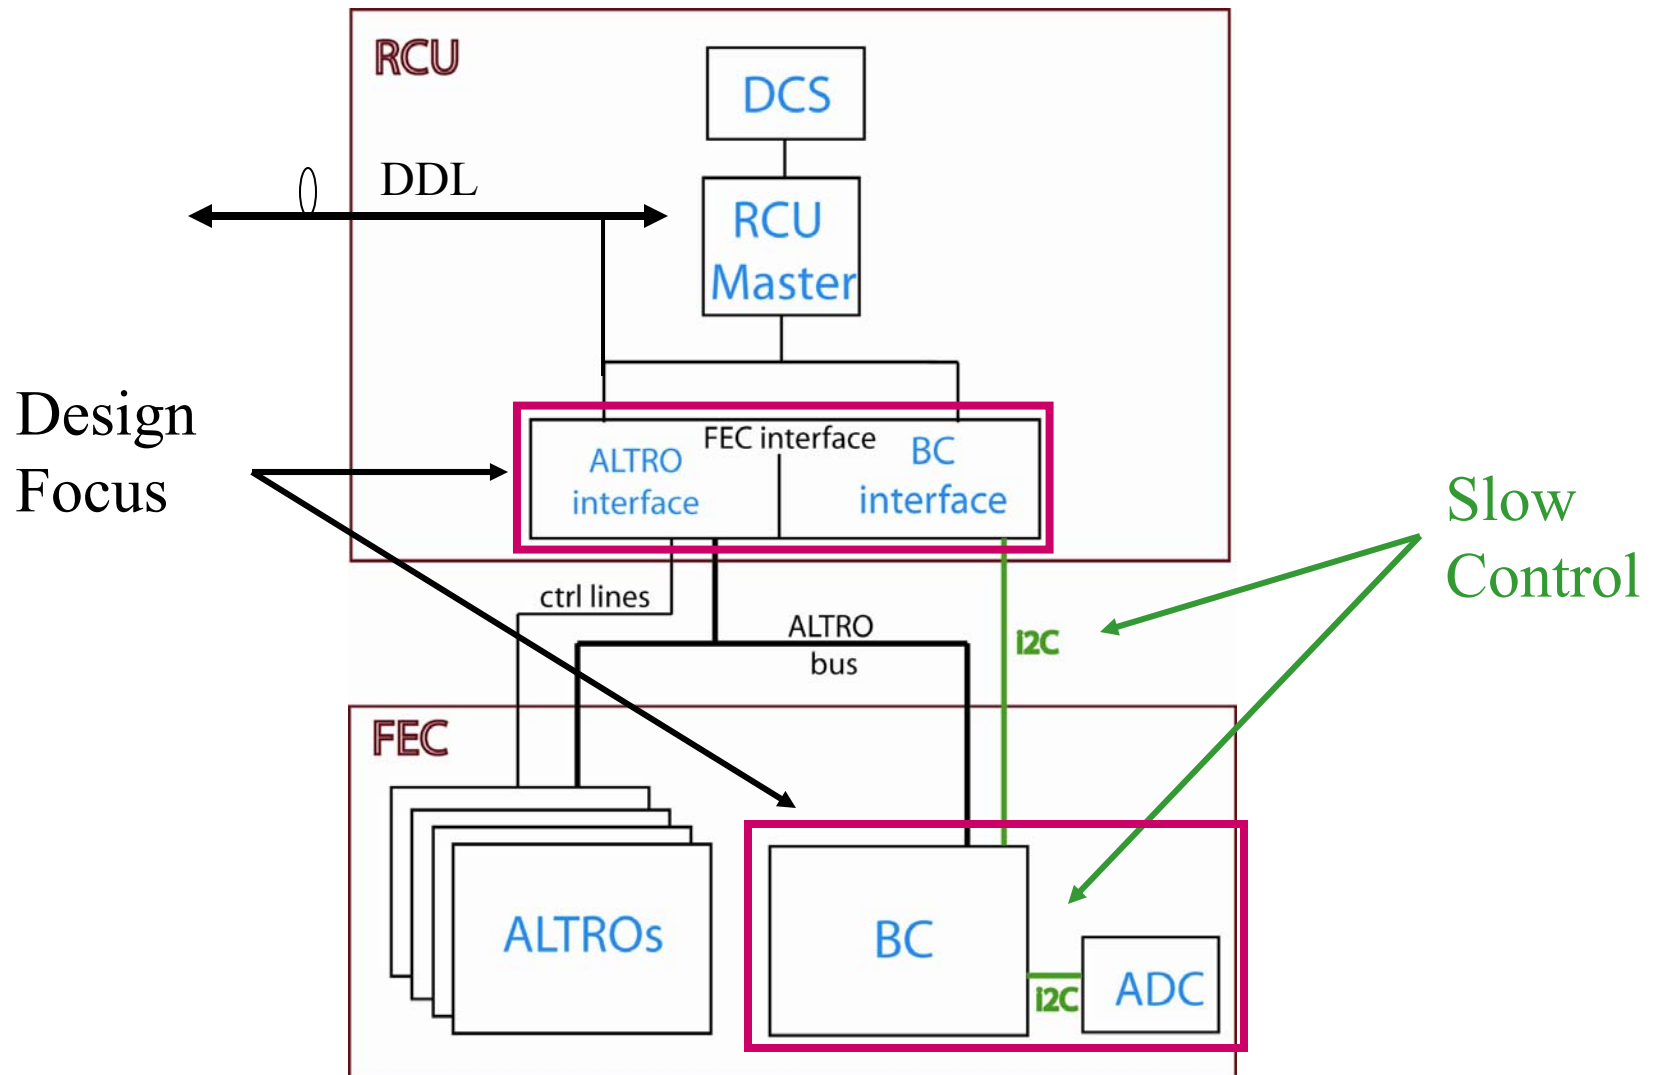 RCU
DCS
DDL
RCU
Master
Design
Focus
FEC interface
ALTRO
interface
BC
interface
Slow
Control
ctrl lines
ALTRO
bus
i2C
FEC
ALTROs
BC
i2C
ADC